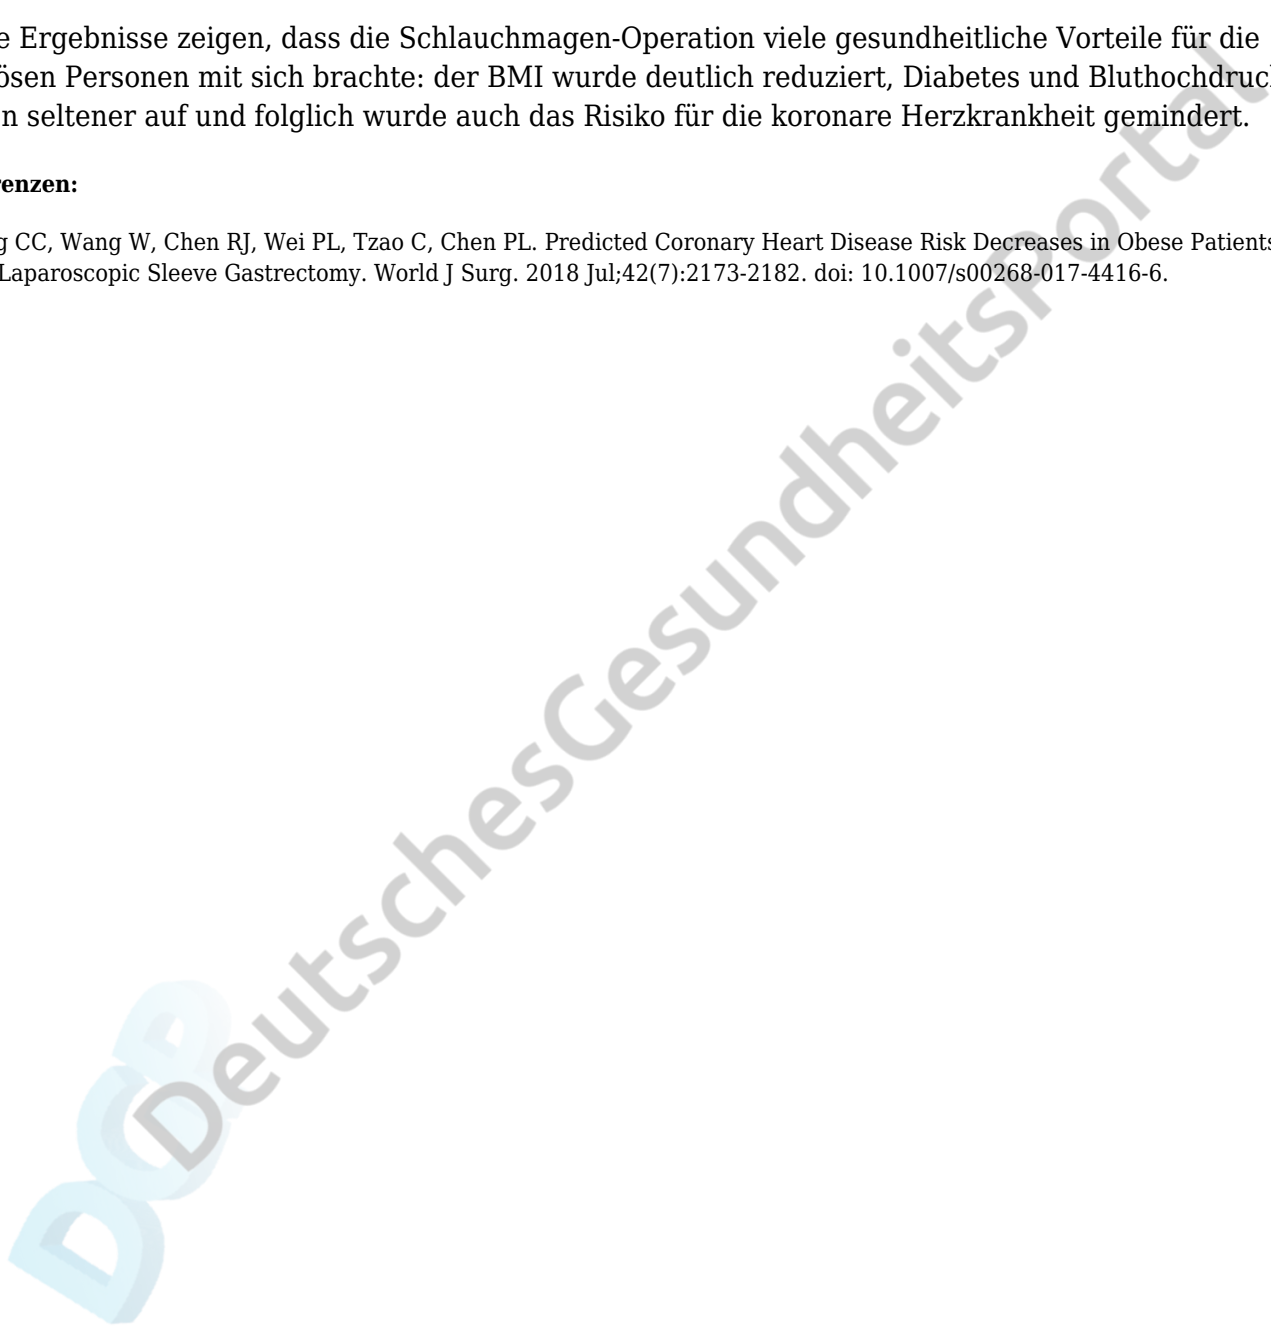 e Ergebnisse zeigen, dass die Schlauchmagen-Operation viele gesundheitliche Vorteile für die
ösen Personen mit sich brachte: der BMI wurde deutlich reduziert, Diabetes und Bluthochdruc
n seltener auf und folglich wurde auch das Risiko für die koronare Herzkrankheit gemindert.
renzen:
g CC, Wang W, Chen RJ, Wei PL, Tzao C, Chen PL. Predicted Coronary Heart Disease Risk Decreases in Obese Patients
Laparoscopic Sleeve Gastrectomy. World J Surg. 2018 Jul;42(7):2173-2182. doi: 10.1007/s00268-017-4416-6.
DeutschesGesundheitsPortal
DGP